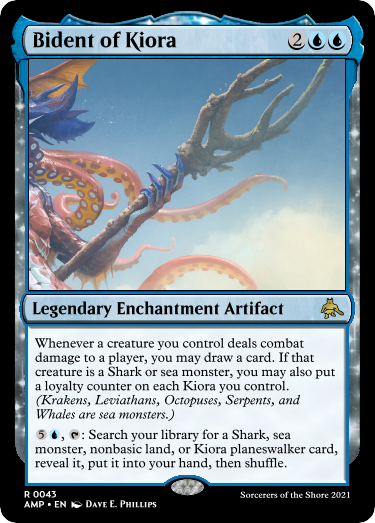 Bident of Kiora 2
Legendary Enchantment Artifact
Whenever a creature you control deals combat
damage to a player, you may draw a card. If that
creature is a Shark or sea monster, you may also put
a loyalty counter on each Kiora you control.
(Krakens, Leviathans, Octopuses, Serpents, and
Whales are sea monsters.)
5, : Search your library for a Shark, sea
monster, nonbasic land, or Kiora planeswalker card,
reveal it, put it into your hand, then shuffle.
R 0043
AMP • EN Dave E. Phillips
Sorcerers of the Shore 2021